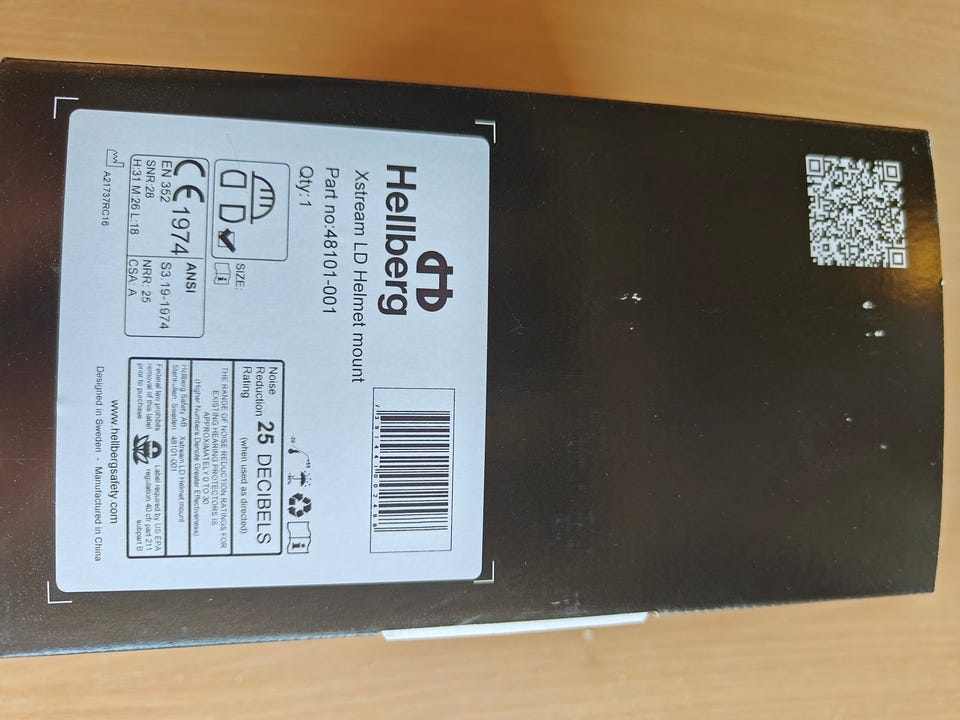 Hellberg
Xstream LD Helmet mount
Part no:48101-001
Qty:1
SIZE:
CE 1974
EN 352
SNR:28
H:31 M:26 L:18
ANSI
S3.19-1974
NRR: 25
CSA: A
A21737RC16
Noise
Reduction
Rating
25 DECIBELS
(when used as directed)
THE RANGE OF NOISE REDUCTION RATINGS FOR
EXISTING HEARING PROTECTORS IS
APPROXIMATELY 0 TO 30
(Higher Numbers Denote Greater Effectiveness)
Hellberg Safety AB
Stenkullen, Sweden
Xstream LD Helmet mount
48101-001
Federal law prohibits
removal of this label
prior to purchase
Label required by US EPA
regulation 40 cfr part 211
subpart B
www.hellbergsafety.com
Designed in Sweden - Manufactured in China